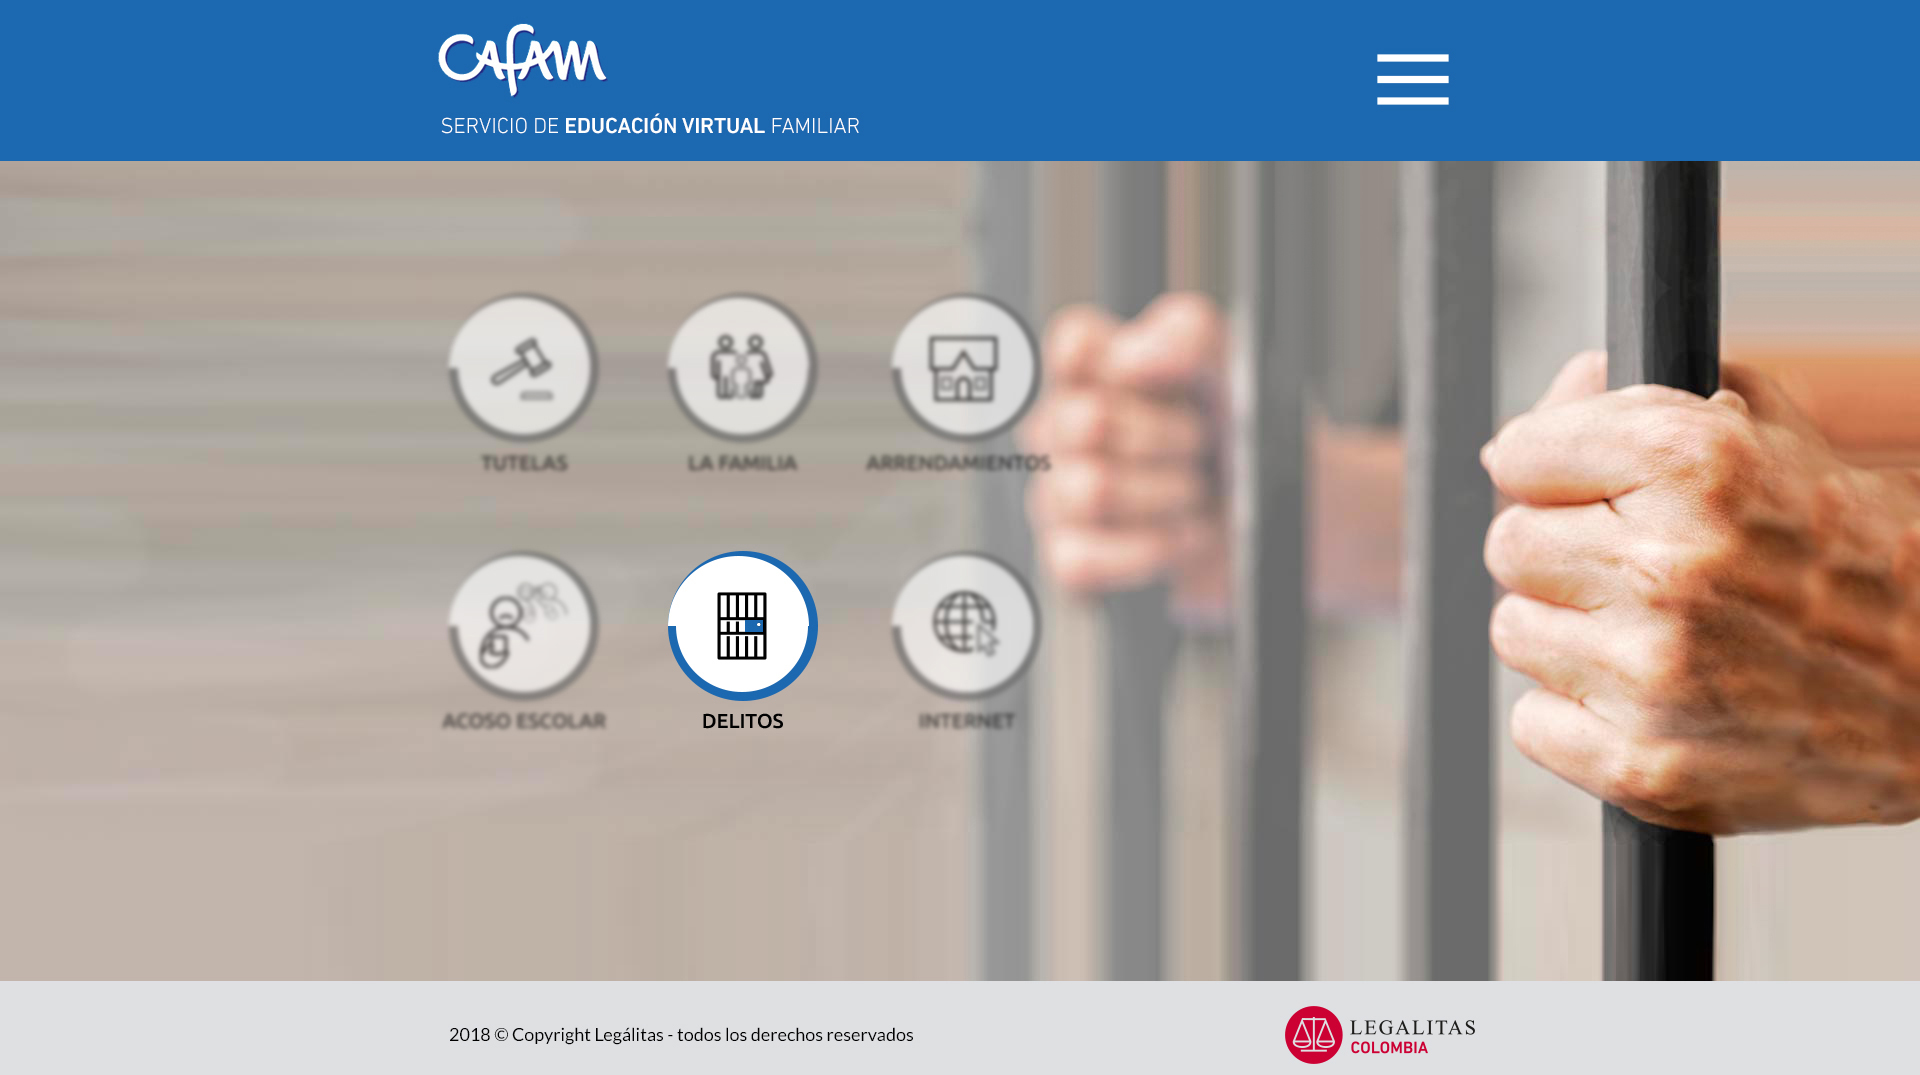 CAFAM
SERVICIO DE EDUCACIÓN VIRTUAL FAMILIAR
TUTELAS
LA FAMILIA
ARRENDAMIENTOS
ACOSO ESCOLAR
DELITOS
INTERNET
2018 © Copyright Legálitas - todos los derechos reservados
LEGALITAS
COLOMBIA